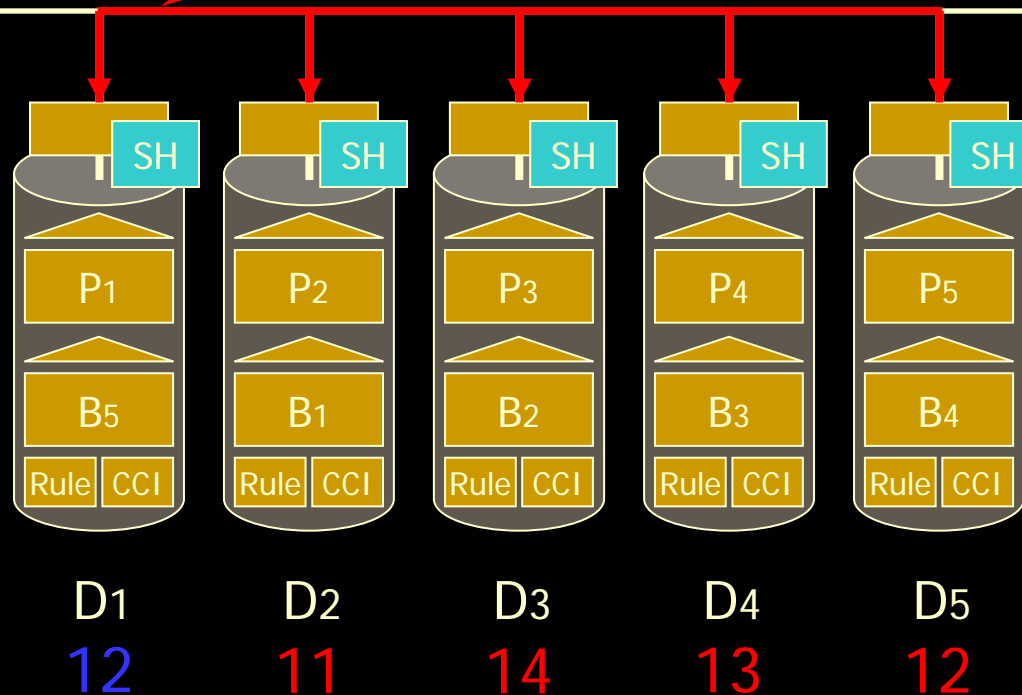 SH SH SH SH SH
P1 P2 P3 P4 P5
B5 B1 B2 B3 B4
Rule CCI Rule CCI Rule CCI Rule CCI Rule CCI
D1 D2 D3 D4 D5
12 11 14 13 12